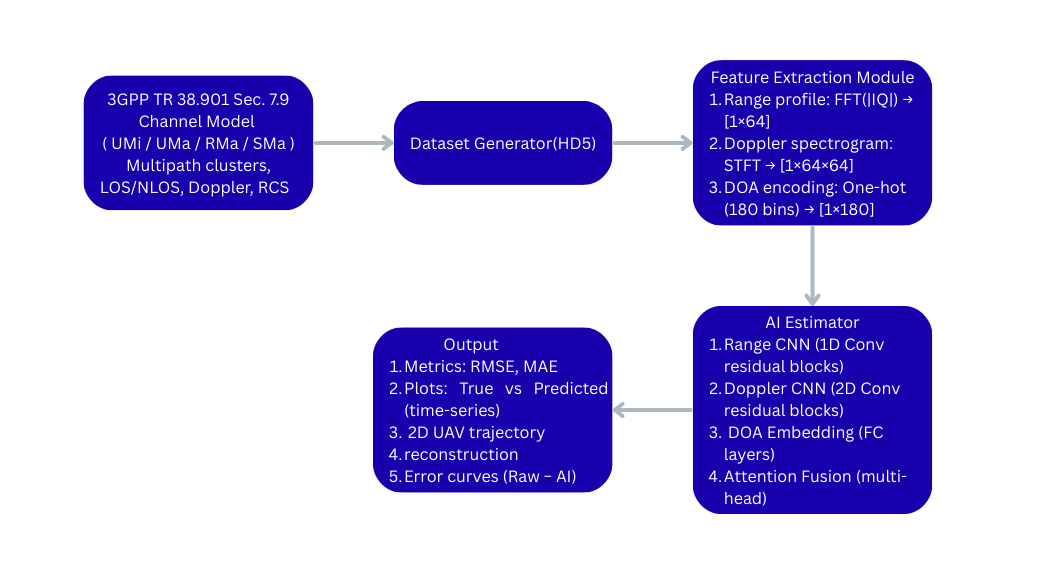 3GPP TR 38.901 Sec. 7.9
Channel Model
( UMi / UMa / RMa / SMa )
Multipath clusters,
LOS/NLOS, Doppler, RCS
Dataset Generator(HD5)
Feature Extraction Module
1. Range profile: FFT(|IQ|) →
[1×64]
2. Doppler spectrogram:
STFT → [1×64×64]
3. DOA encoding: One-hot
(180 bins) → [1×180]
AI Estimator
1. Range CNN (1D Conv
residual blocks)
2. Doppler CNN (2D Conv
residual blocks)
3. DOA Embedding (FC
layers)
4. Attention Fusion (multi-
head)
Output
1. Metrics: RMSE, MAE
2. Plots: True vs Predicted
(time-series)
3. 2D UAV trajectory
4. reconstruction
5. Error curves (Raw – AI)